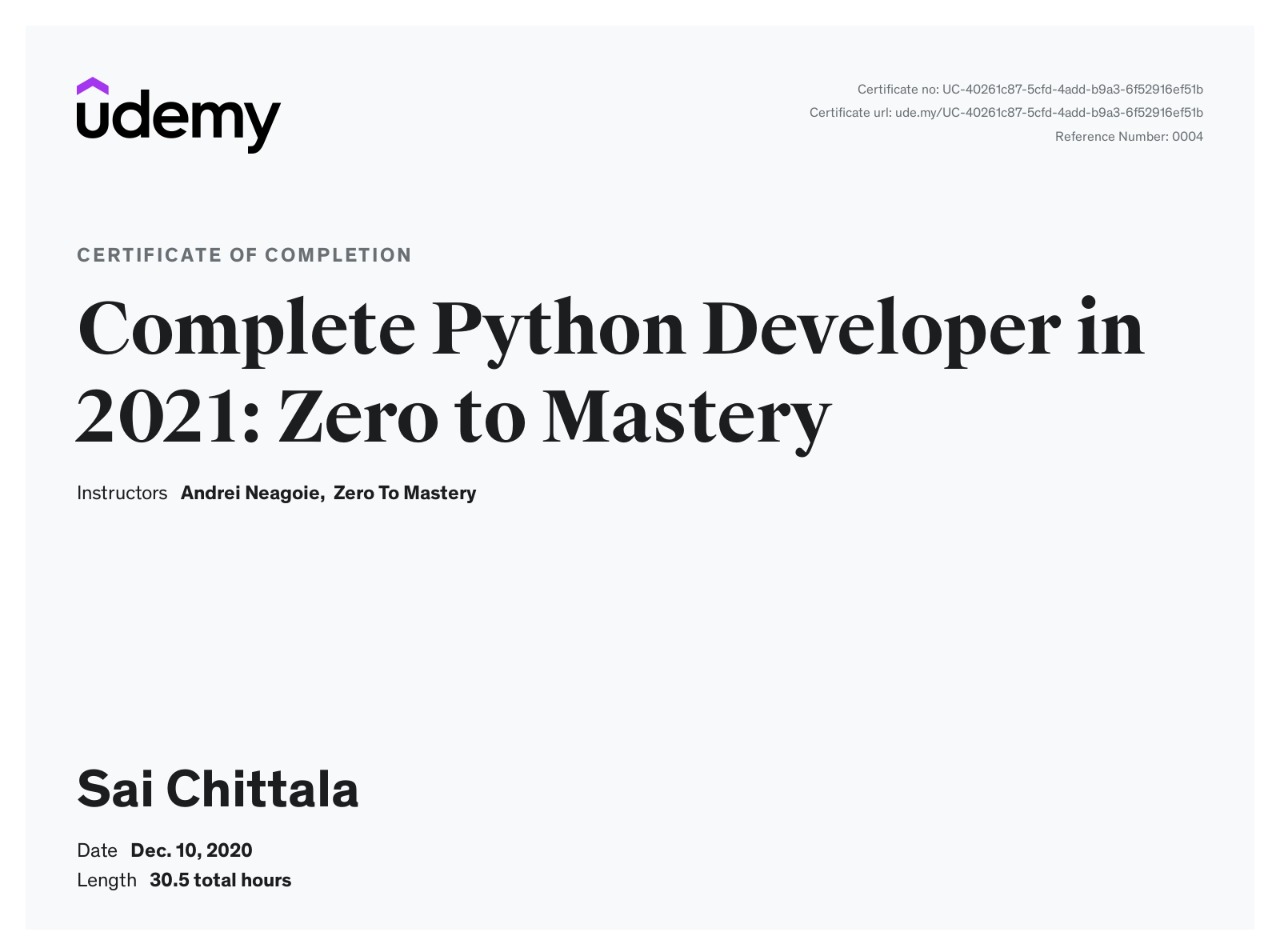 udemy
Certificate no: UC-40261c87-5cfd-4add-b9a3-6f52916ef51b
Certificate url: ude.my/UC-40261c87-5cfd-4add-b9a3-6f52916ef51b
Reference Number: 0004
CERTIFICATE OF COMPLETION
Complete Python Developer in
2021: Zero to Mastery
Instructors Andrei Neagoie, Zero To Mastery
Sai Chittala
Date Dec. 10, 2020
Length 30.5 total hours